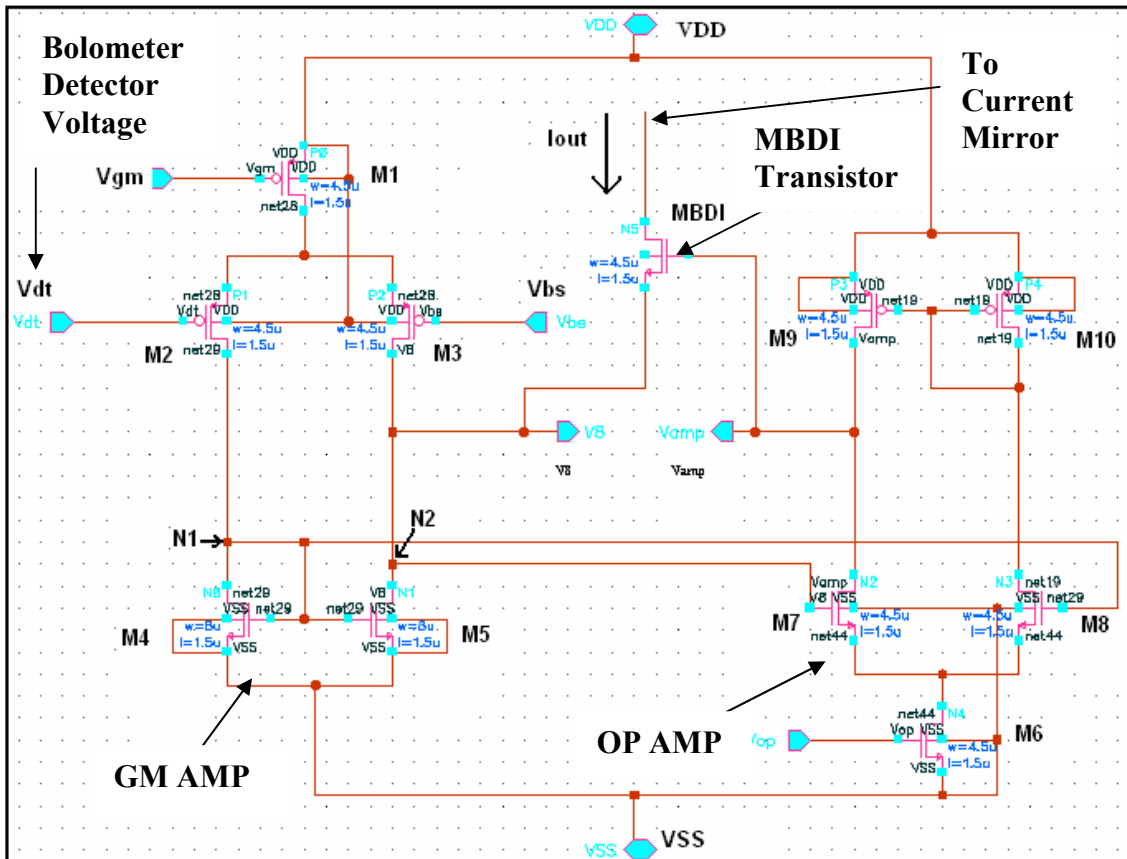 VDD
VDD
Bolometer
Detector
Voltage
To
Current
Mirror
Iout
MBDI
Transistor
Vgm
Vgm
VDD
P0
VDD
w=4.5u
l=1.5u
net28
M1
N5
MBDI
w=4.5u
l=1.5u
Vdt
Vdt
net28
P1
Vdt
VDD
w=4.5u
l=1.5u
net29
M2
P2
net28
VDD
Vbs
w=4.5u
l=1.5u
V8
M3
Vbs
Vbs
P3
VDD
VDD
net19
w=4.5u
l=1.5u
Vamp
M9
P4
VDD
net19
VDD
w=4.5u
l=1.5u
net19
M10
V8
V8
Vamp
Vamp
N1
N2
N0
net29
VSS
net29
w=6u
l=1.5u
VSS
M4
V8
N1
net29
VSS
w=6u
l=1.5u
VSS
M5
Vamp
N2
V8
VSS
w=4.5u
l=1.5u
net44
M7
N3
net19
VSS
net29
w=4.5u
l=1.5u
net44
M8
GM AMP
OP AMP
net44
N4
Vop
Vop
VSS
w=4.5u
l=1.5u
VSS
M6
VSS
VSS